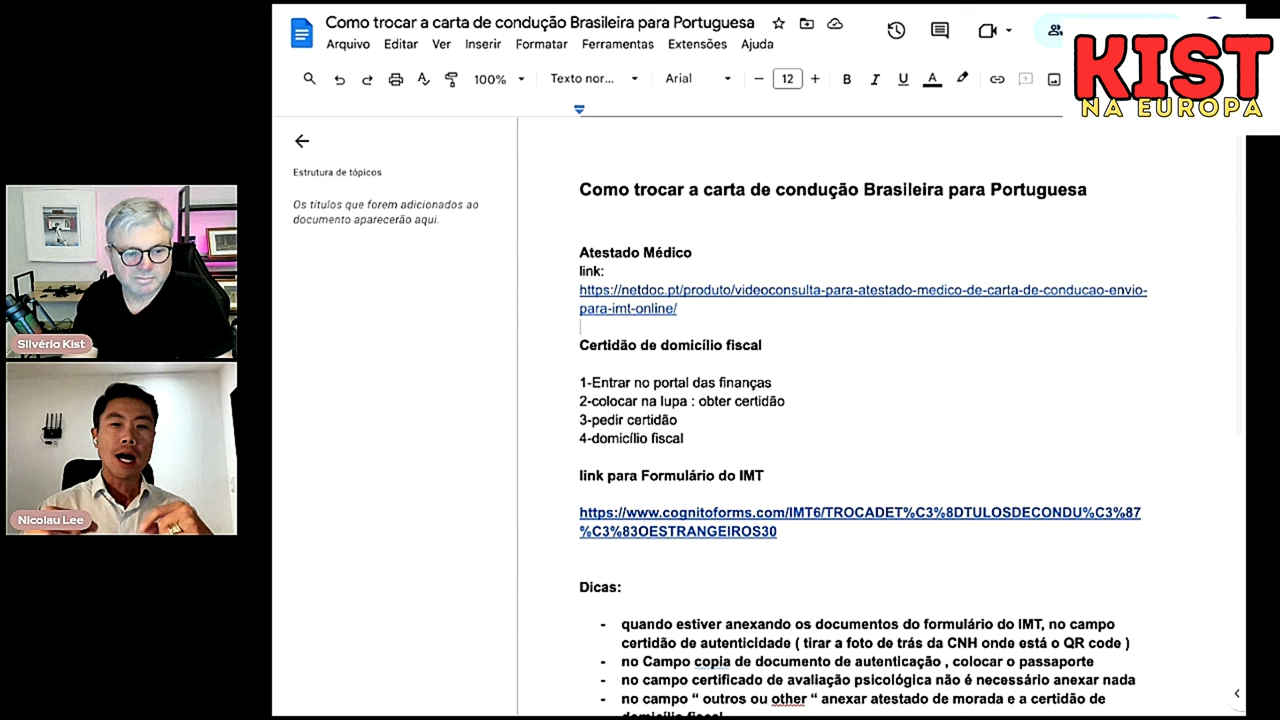 Como trocar a carta de condução Brasileira para Portuguesa
Arquivo Editar Ver Inserir Formatar Ferramentas Extensões Ajuda
100% Texto nor... Arial 12 B I U A
KIST
NA EUROPA
Estrutura de tópicos
Os títulos que forem adicionados ao
documento aparecerão aqui.
Silvério Kist
Nicolau Lee
Como trocar a carta de condução Brasileira para Portuguesa
Atestado Médico
link:
https://netdoc.pt/produto/videoconsulta-para-atestado-medico-de-carta-de-conducao-envio-
para-imt-online/
Certidão de domicílio fiscal
1-Entrar no portal das finanças
2-colocar na lupa : obter certidão
3-pedir certidão
4-domicílio fiscal
link para Formulário do IMT
https://www.cognitoforms.com/IMT6/TROCADET%C3%8DTULOSDECONDU%C3%87
%C3%83OESTRANGEIROS30
Dicas:
- quando estiver anexando os documentos do formulário do IMT, no campo
certidão de autenticidade ( tirar a foto de trás da CNH onde está o QR code )
- no Campo copia de documento de autenticação , colocar o passaporte
- no campo certificado de avaliação psicológica não é necessário anexar nada
- no campo “ outros ou other “ anexar atestado de morada e a certidão de
domicílio fiscal